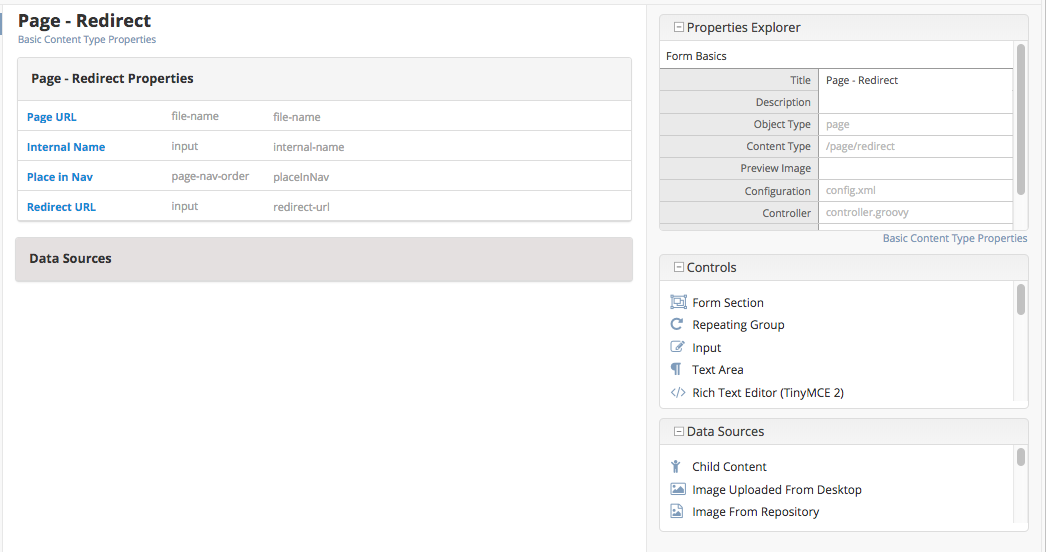 Page - Redirect
Basic Content Type Properties
Page - Redirect Properties
Page URL file-name file-name
Internal Name input internal-name
Place in Nav page-nav-order placeInNav
Redirect URL input redirect-url
Data Sources
Properties Explorer
Form Basics
Title Page - Redirect
Description
Object Type page
Content Type /page/redirect
Preview Image
Configuration config.xml
Controller controller.groovy
Basic Content Type Properties
Controls
Form Section
Repeating Group
Input
Text Area
Rich Text Editor (TinyMCE 2)
Data Sources
Child Content
Image Uploaded From Desktop
Image From Repository